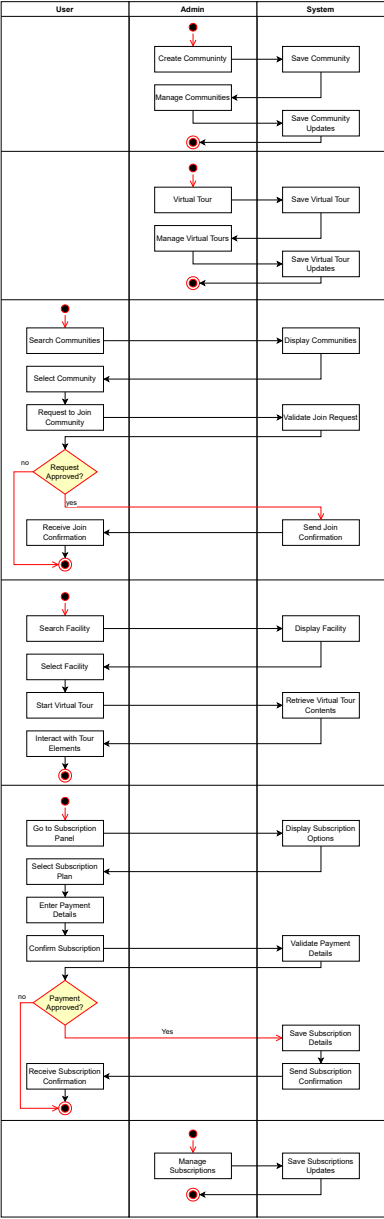 User
Admin
System
Create Communinty
Save Community
Manage Communities
Save Community
Updates
Virtual Tour
Save Virtual Tour
Manage Virtual Tours
Save Virtual Tour
Updates
Search Communities
Display Communities
Select Community
Request to Join
Community
Validate Join Request
no
Request
Approved?
yes
Receive Join
Confirmation
Send Join
Confirmation
Search Facility
Display Facility
Select Facility
Start Virtual Tour
Retrieve Virtual Tour
Contents
Interact with Tour
Elements
Go to Subscription
Panel
Display Subscription
Options
Select Subscription
Plan
Enter Payment
Details
Confirm Subscription
Validate Payment
Details
no
Payment
Approved?
Yes
Save Subscription
Details
Receive Subscription
Confirmation
Send Subscription
Confirmation
Manage
Subscriptions
Save Subscriptions
Updates